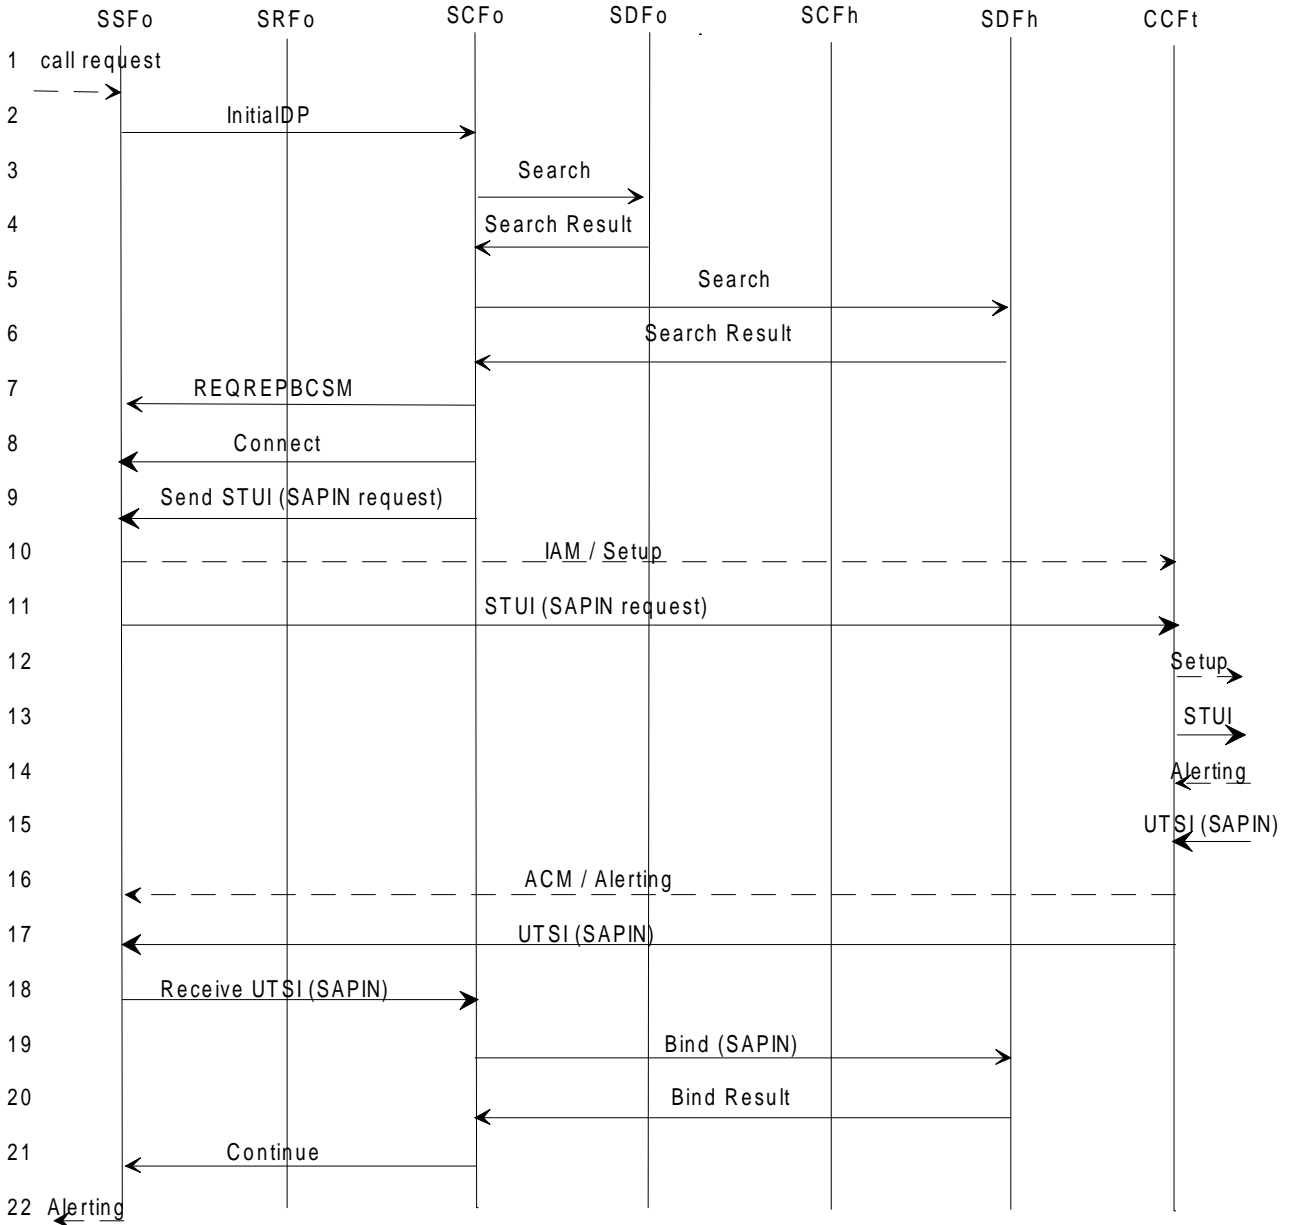 SSFo SRFo SCFo SDFo SCFh SDFh CCFt
1 call request
2 InitialDP
3 Search
4 Search Result
5 Search
6 Search Result
7 REQREPBCSM
8 Connect
9 Send STUI (SAPIN request)
10 IAM / Setup
11 STUI (SAPIN request)
12 Setup
13 STUI
14 Alerting
15 UTSI (SAPIN)
16 ACM / Alerting
17 UTSI (SAPIN)
18 Receive UTSI (SAPIN)
19 Bind (SAPIN)
20 Bind Result
21 Continue
22 Alerting